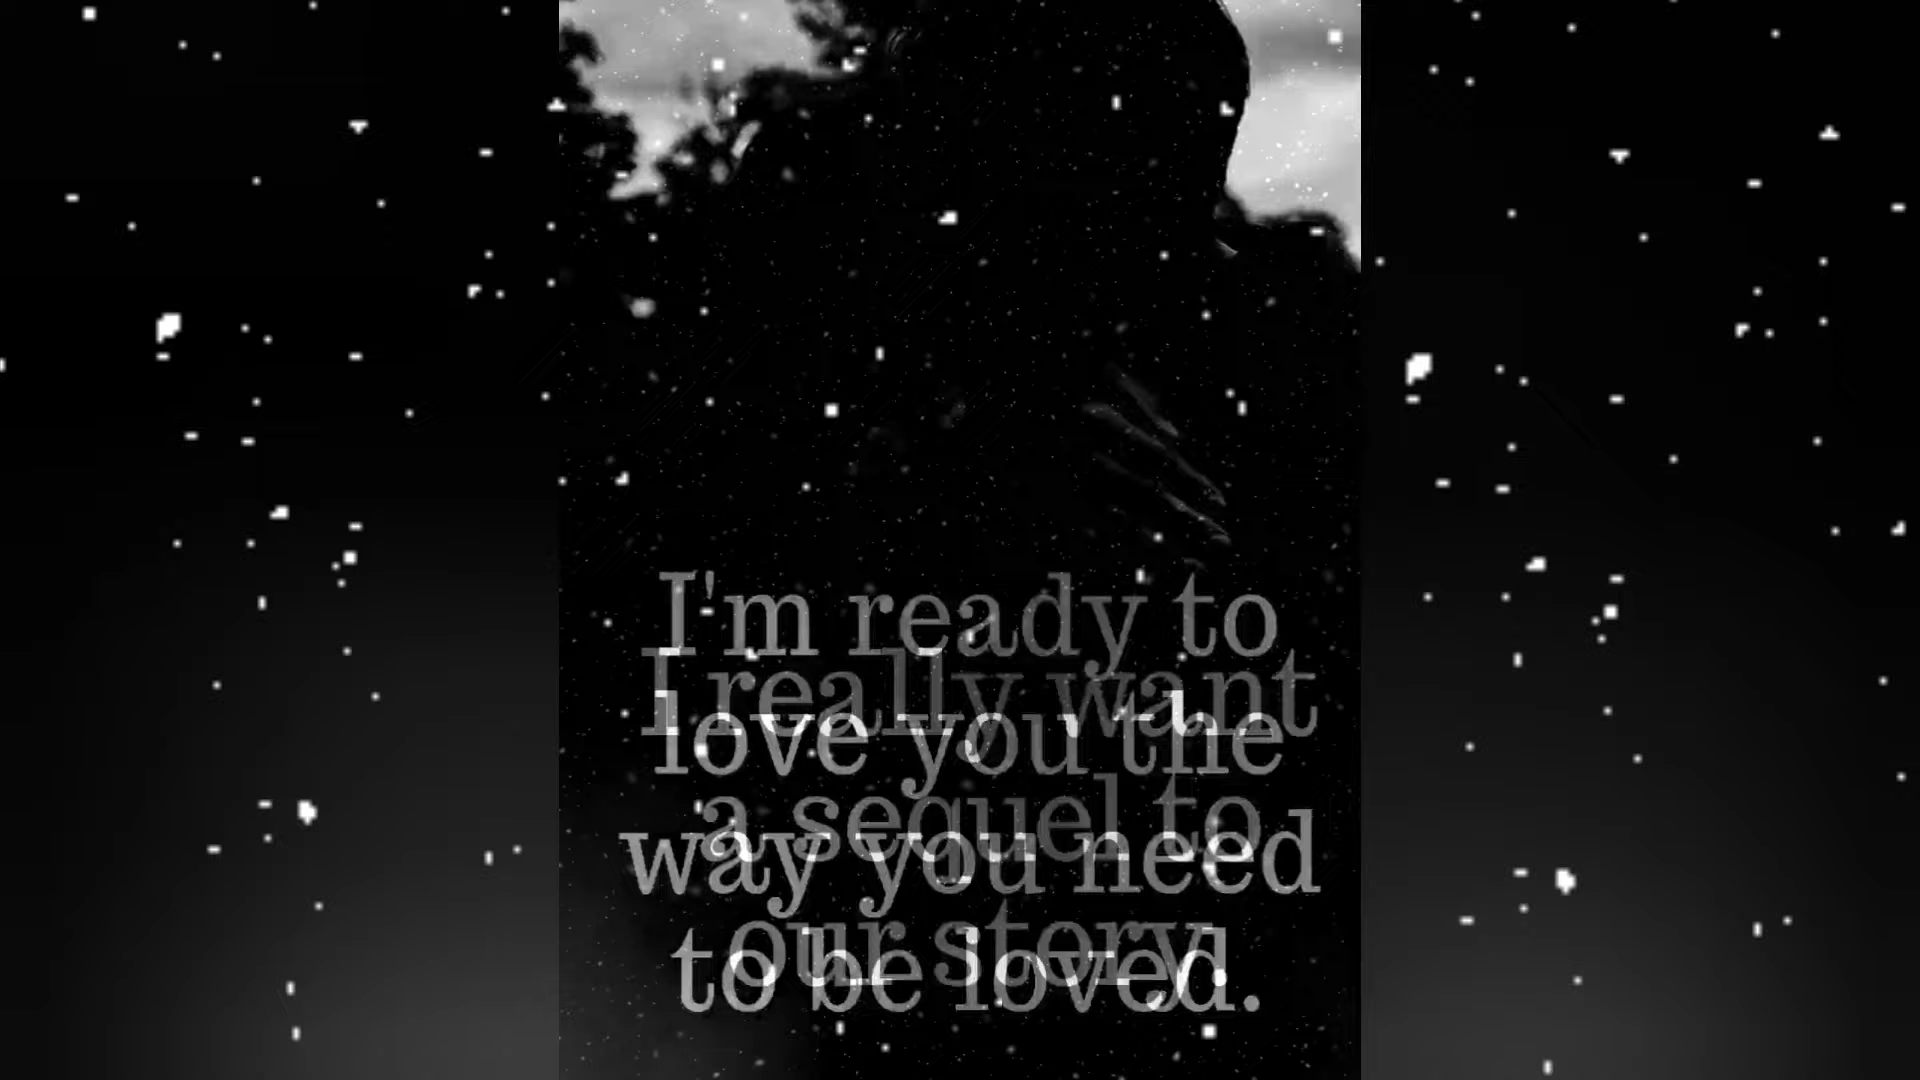 I'm ready to
love you the
way you need
to be loved.
I really want
a sequel to
our story